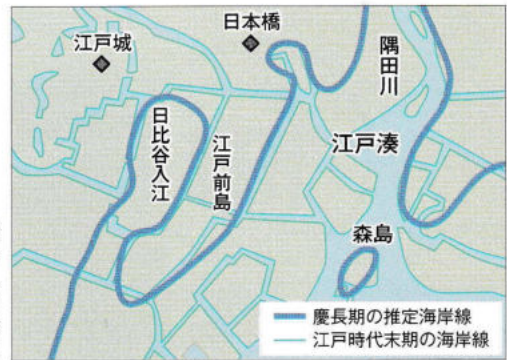 日本橋
江戸城
隅田川
日比谷入江
江戸前島
江戸湊
森島
慶長期の推定海岸線
江戸時代末期の海岸線